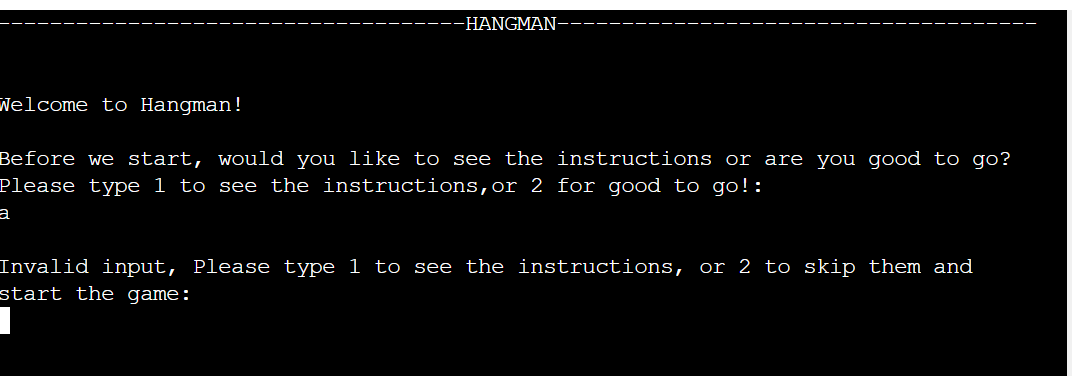 ------------------------------------HANGMAN-------------------------------------
Welcome to Hangman!
Before we start, would you like to see the instructions or are you good to go?
Please type 1 to see the instructions,or 2 for good to go!:
a
Invalid input, Please type 1 to see the instructions, or 2 to skip them and
start the game: